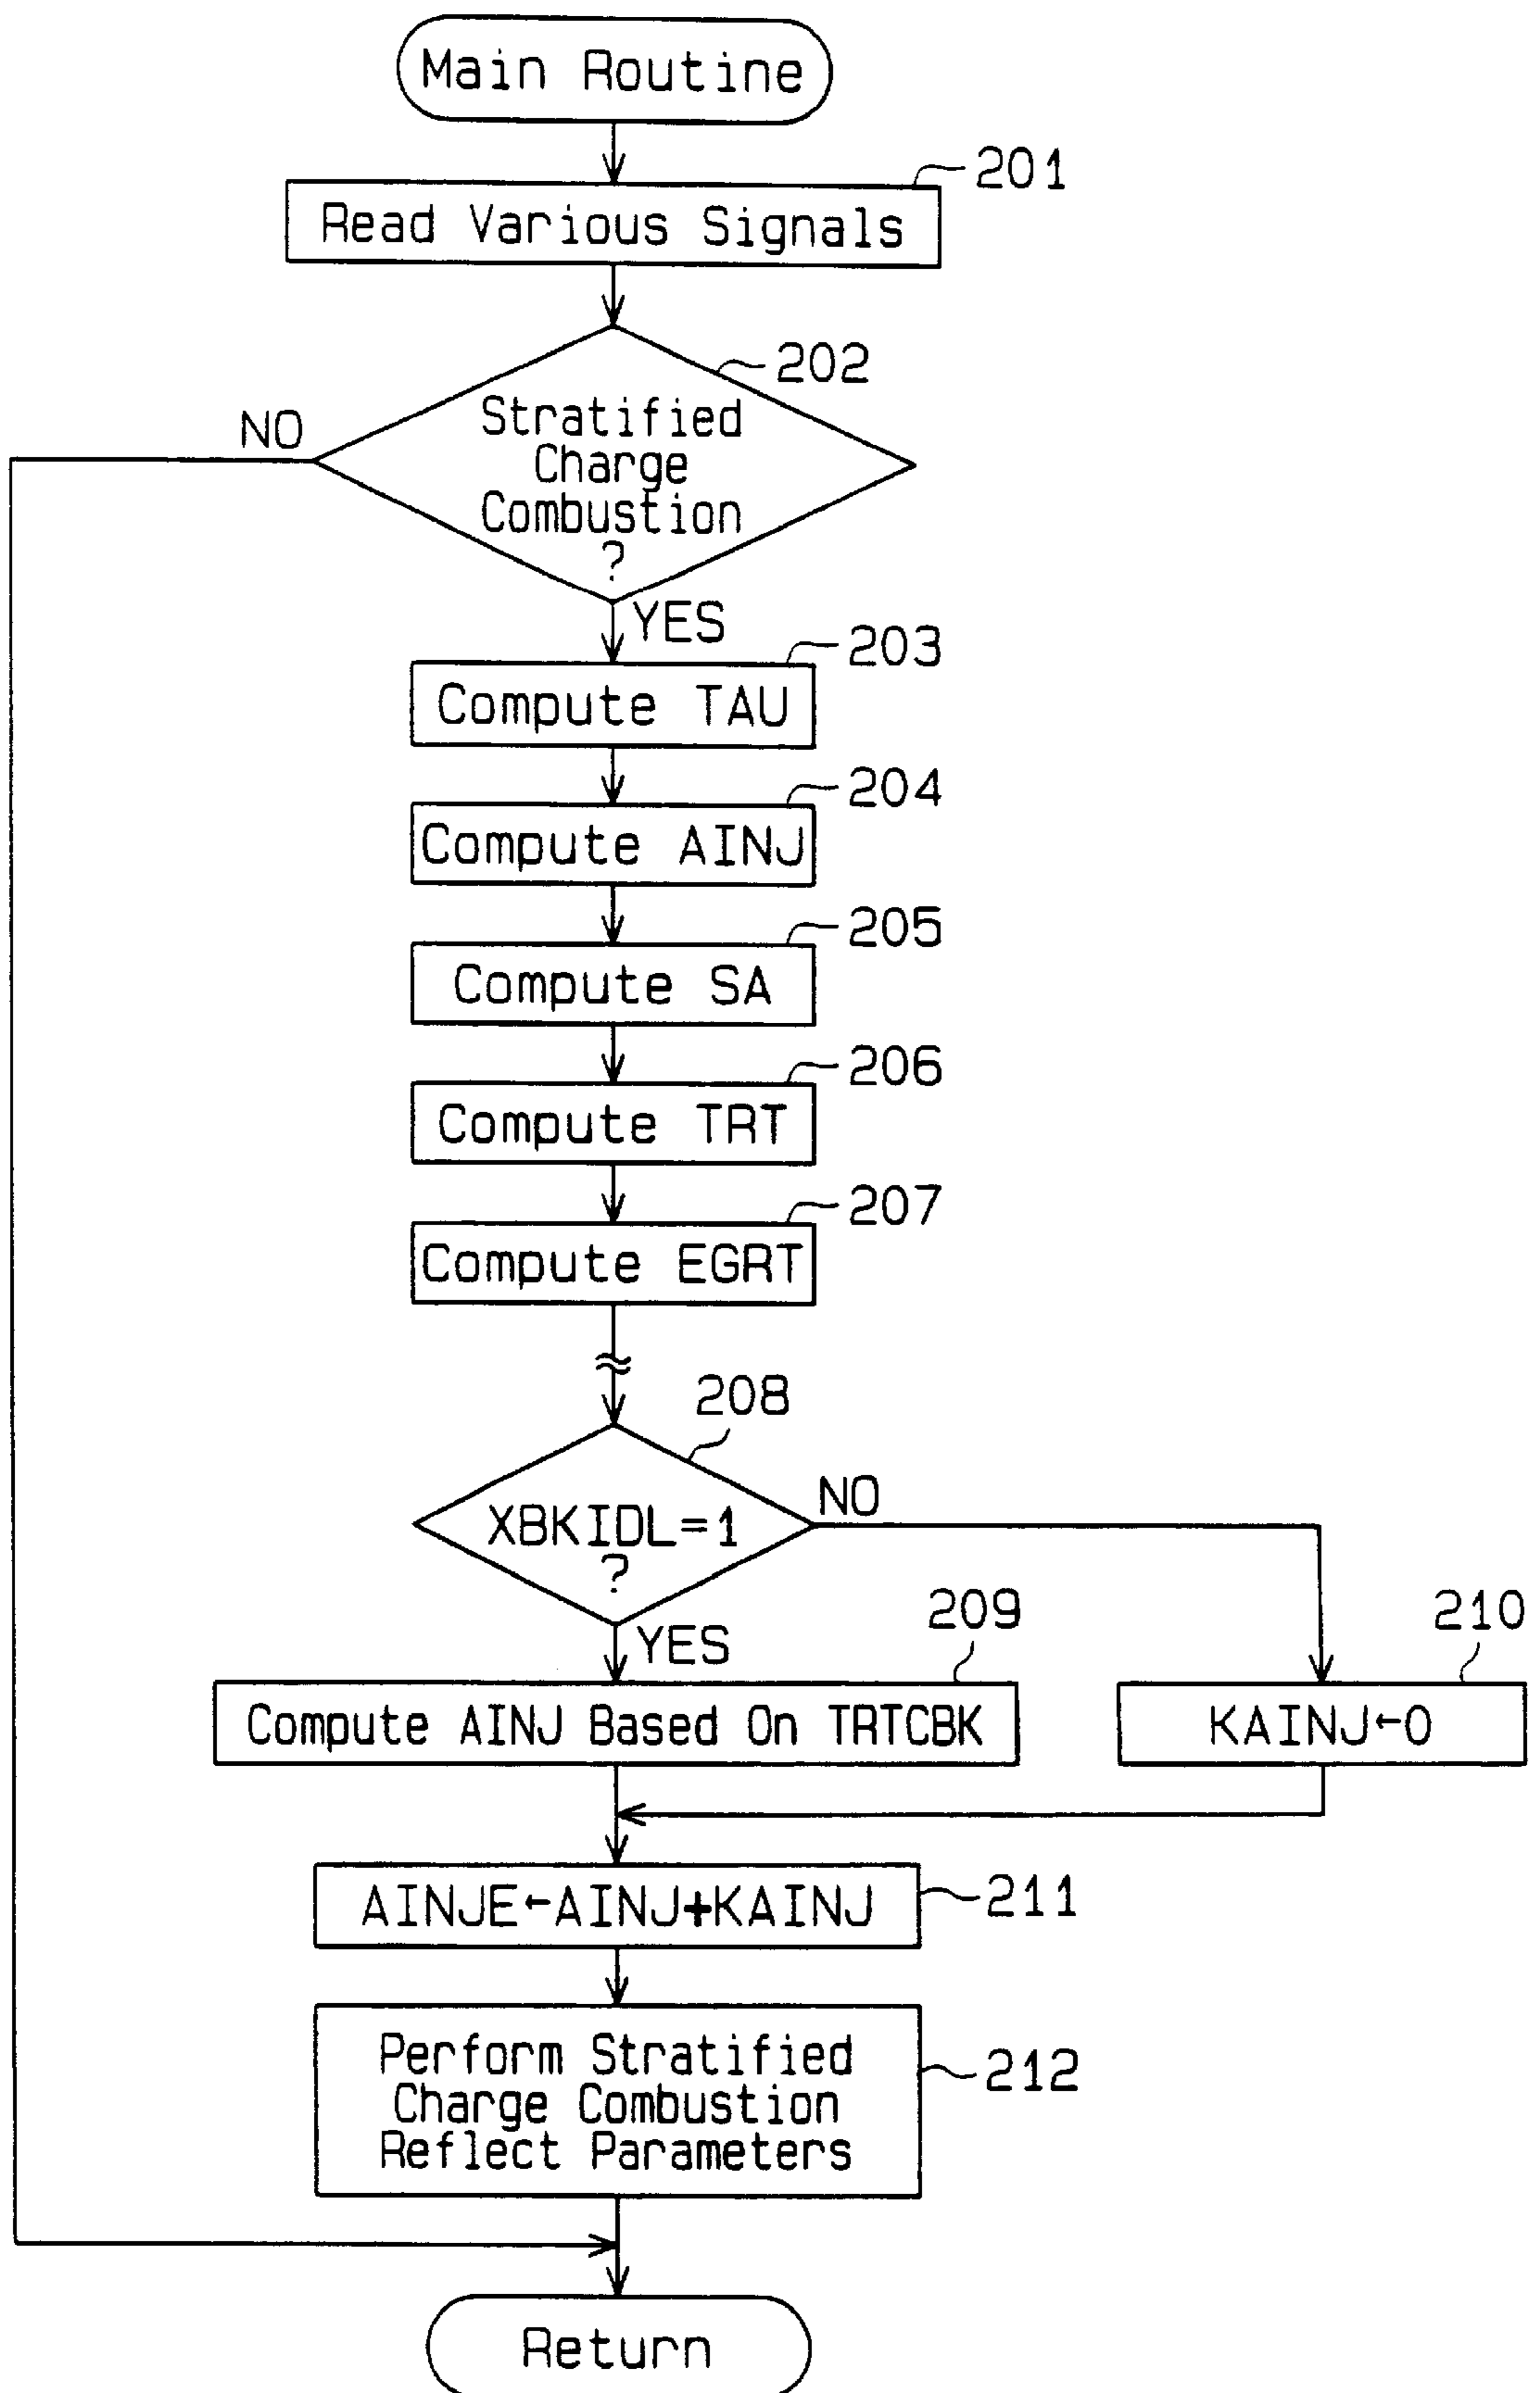 Main Routine
201
Read Various Signals
202
Stratified
Charge
Combustion
?
NO
YES
203
Compute TAU
204
Compute AINJ
205
Compute SA
206
Compute TRT
207
Compute EGRT
208
XBKIDL=1
?
NO
YES
209
Compute AINJ Based On TRTCBK
210
KAINJ←0
AINJE←AINJ+KAINJ
211
Perform Stratified
Charge Combustion
Reflect Parameters
212
Return